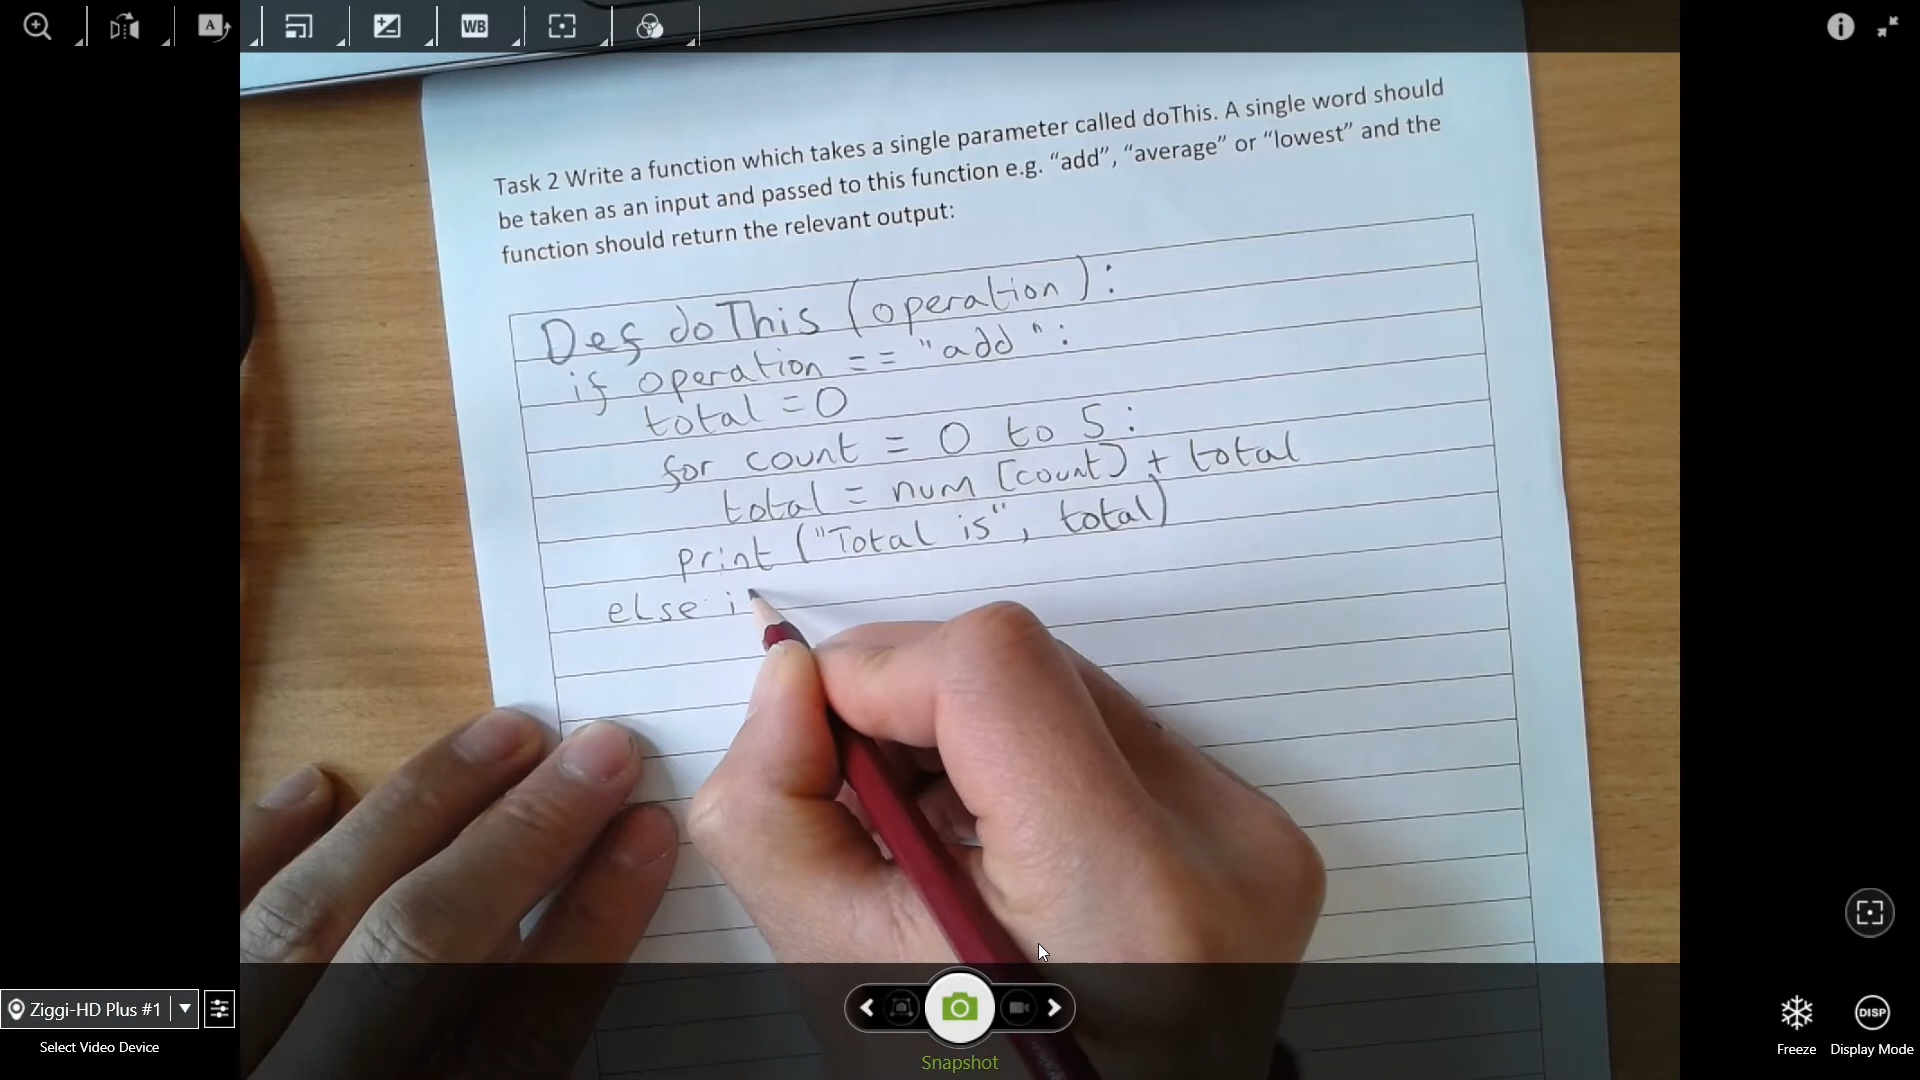 A
WB
i
Task 2 Write a function which takes a single parameter called doThis. A single word should
be taken as an input and passed to this function e.g. “add”, “average” or “lowest” and the
function should return the relevant output:
Def doThis (operation):
if operation == "add":
total = 0
for count = 0 to 5:
total = num [count] + total
print ("Total is", total)
else i
Ziggi-HD Plus #1
Select Video Device
Snapshot
Freeze
DISP
Display Mode